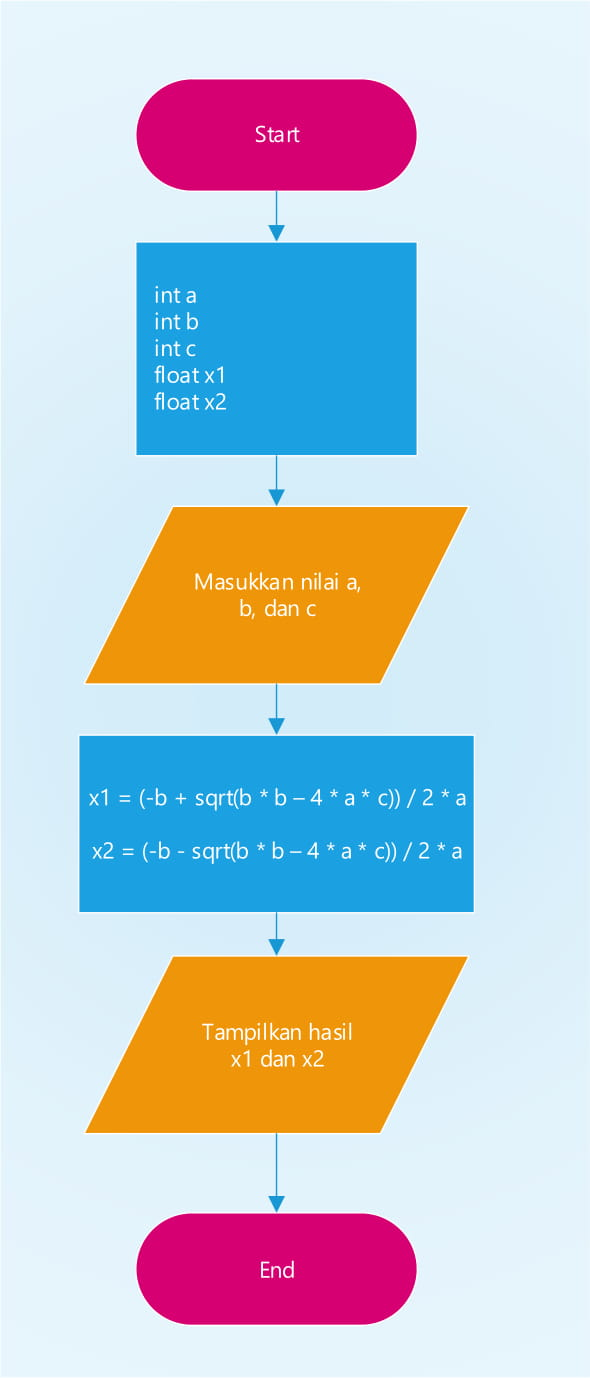 Start
int a
int b
int c
float x1
float x2
Masukkan nilai a,
b, dan c
x1 = (-b + sqrt(b * b – 4 * a * c)) / 2 * a
x2 = (-b - sqrt(b * b – 4 * a * c)) / 2 * a
Tampilkan hasil
x1 dan x2
End